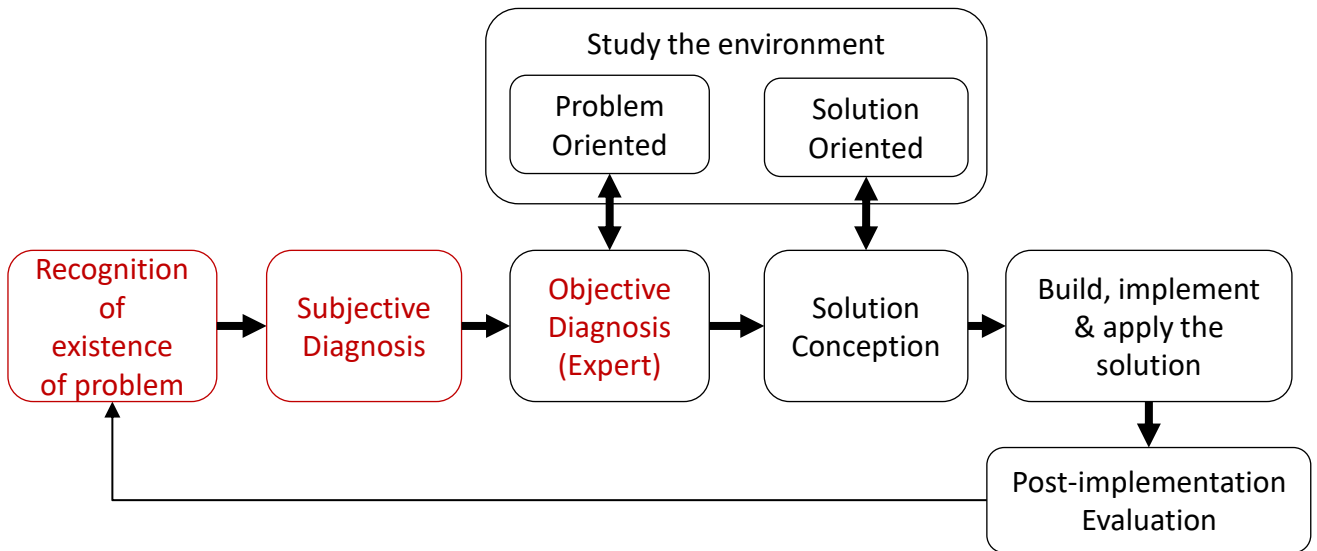 Study the environment
Problem
Oriented
Solution
Oriented
Recognition
of
existence
of problem
Subjective
Diagnosis
Objective
Diagnosis
(Expert)
Solution
Conception
Build, implement
& apply the
solution
Post-implementation
Evaluation